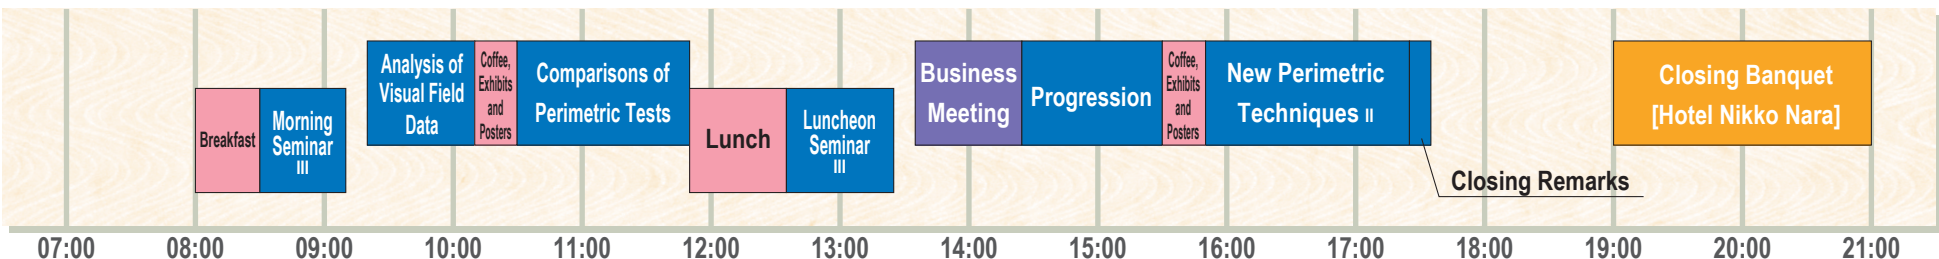 Breakfast
Morning
Seminar
III
Analysis of
Visual Field
Data
Coffee,
Exhibits
and
Posters
Comparisons of
Perimetric Tests
Lunch
Luncheon
Seminar
III
Business
Meeting
Progression
Coffee,
Exhibits
and
Posters
New Perimetric
Techniques II
Closing Remarks
Closing Banquet
[Hotel Nikko Nara]
07:00 08:00 09:00 10:00 11:00 12:00 13:00 14:00 15:00 16:00 17:00 18:00 19:00 20:00 21:00